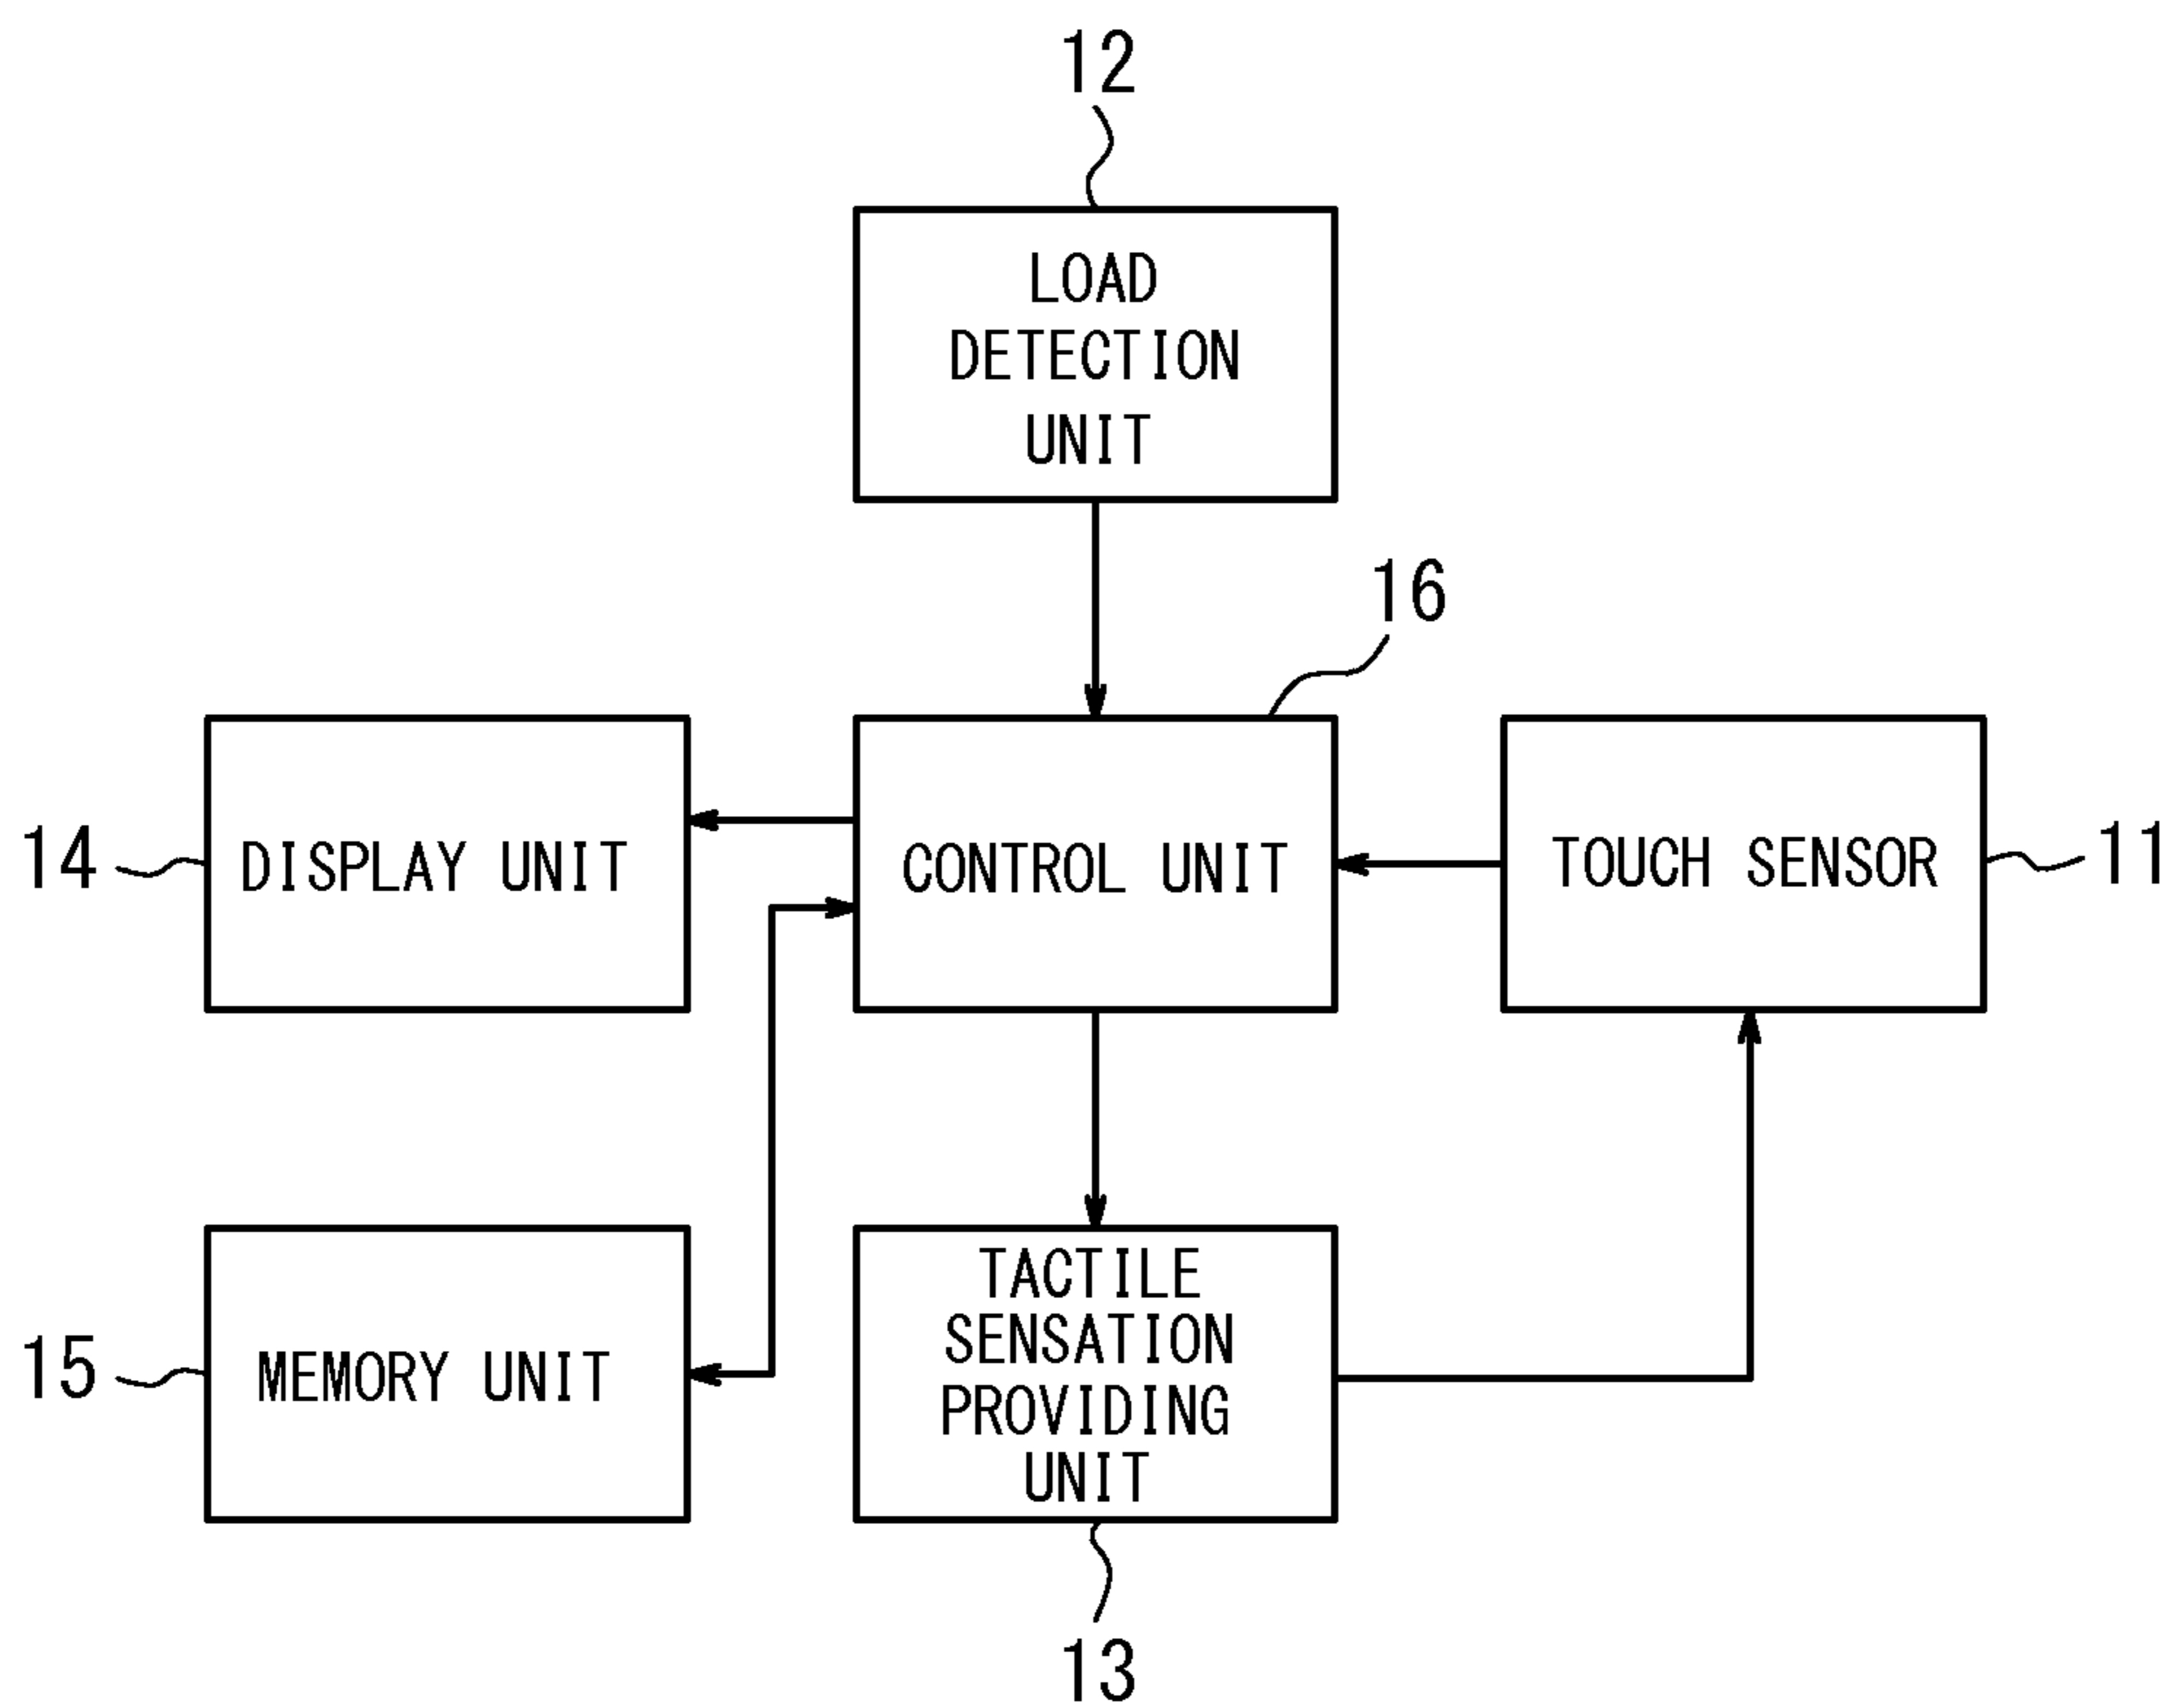 12
LOAD
DETECTION
UNIT
16
14
DISPLAY UNIT
CONTROL UNIT
TOUCH SENSOR
11
15
MEMORY UNIT
TACTILE
SENSATION
PROVIDING
UNIT
13